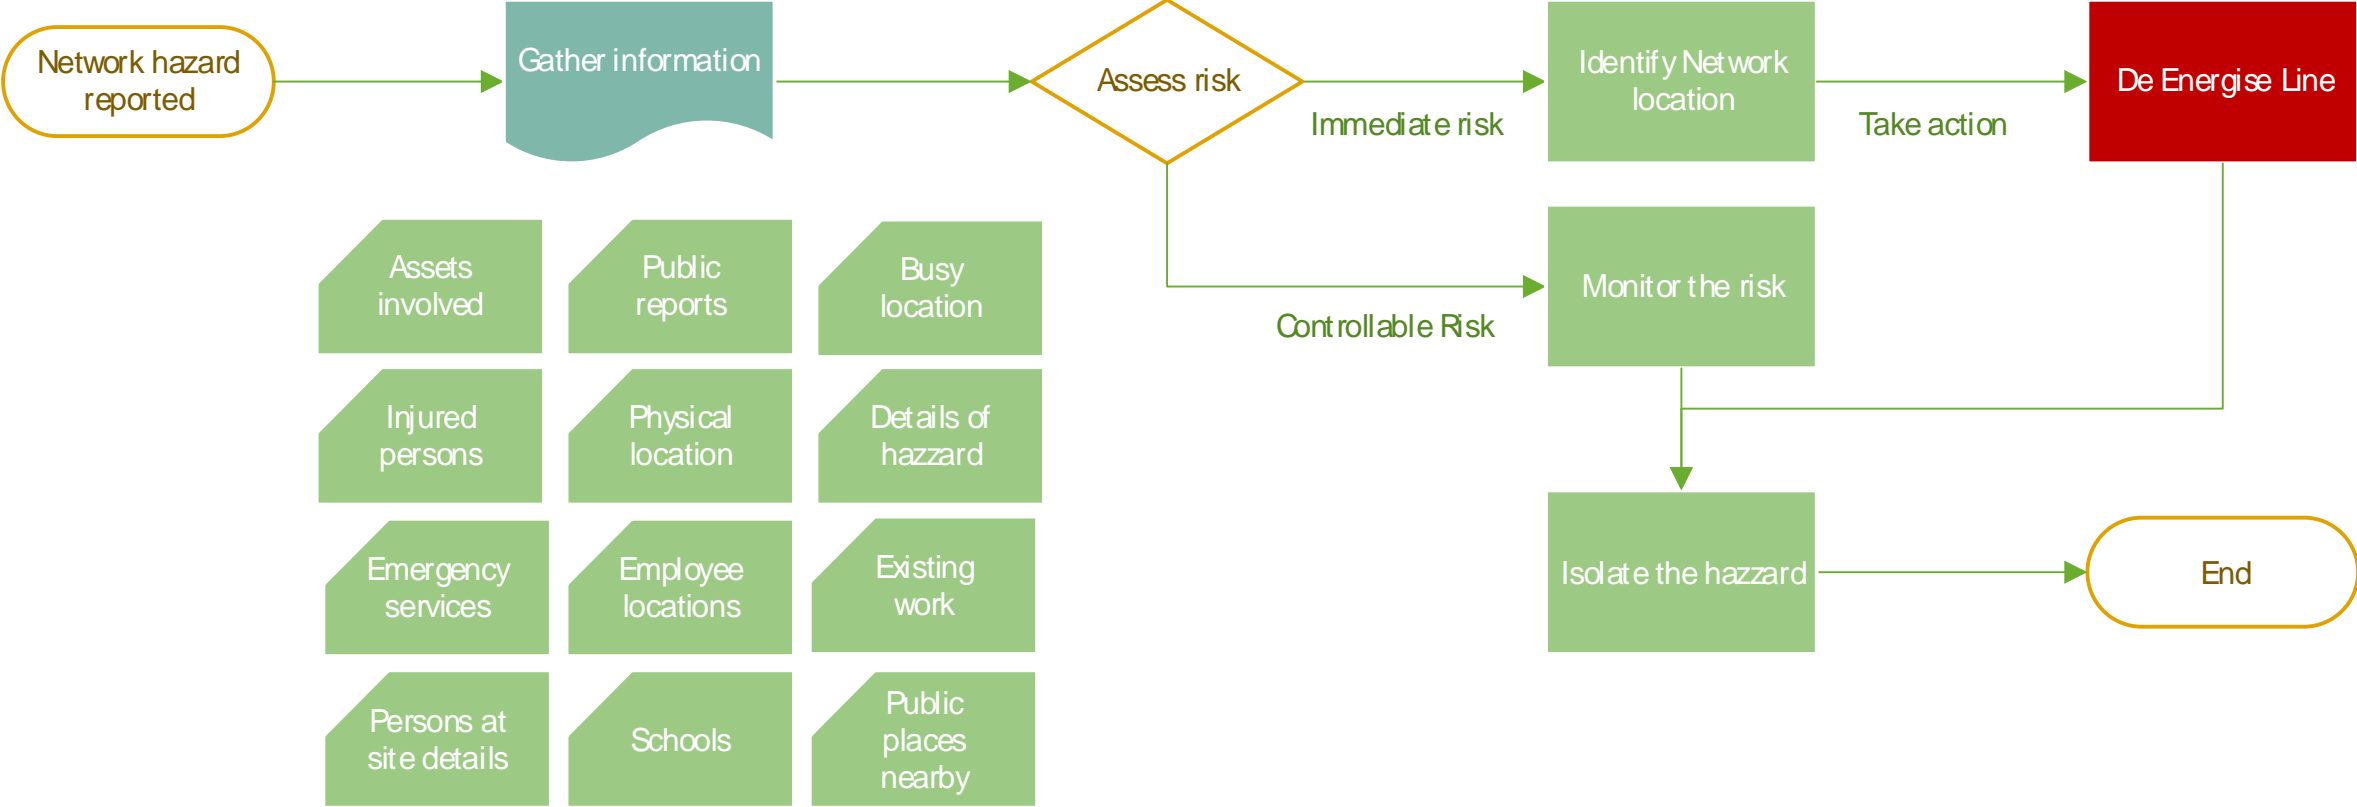 Network hazard
reported
Gather information
Assess risk
Immediate risk
Identify Network
location
Take action
De Energise Line
Controllable Risk
Monitor the risk
Assets
involved
Public
reports
Busy
location
Injured
persons
Physical
location
Details of
hazzard
Emergency
services
Employee
locations
Existing
work
Isolate the hazzard
End
Persons at
site details
Schools
Public
places
nearby